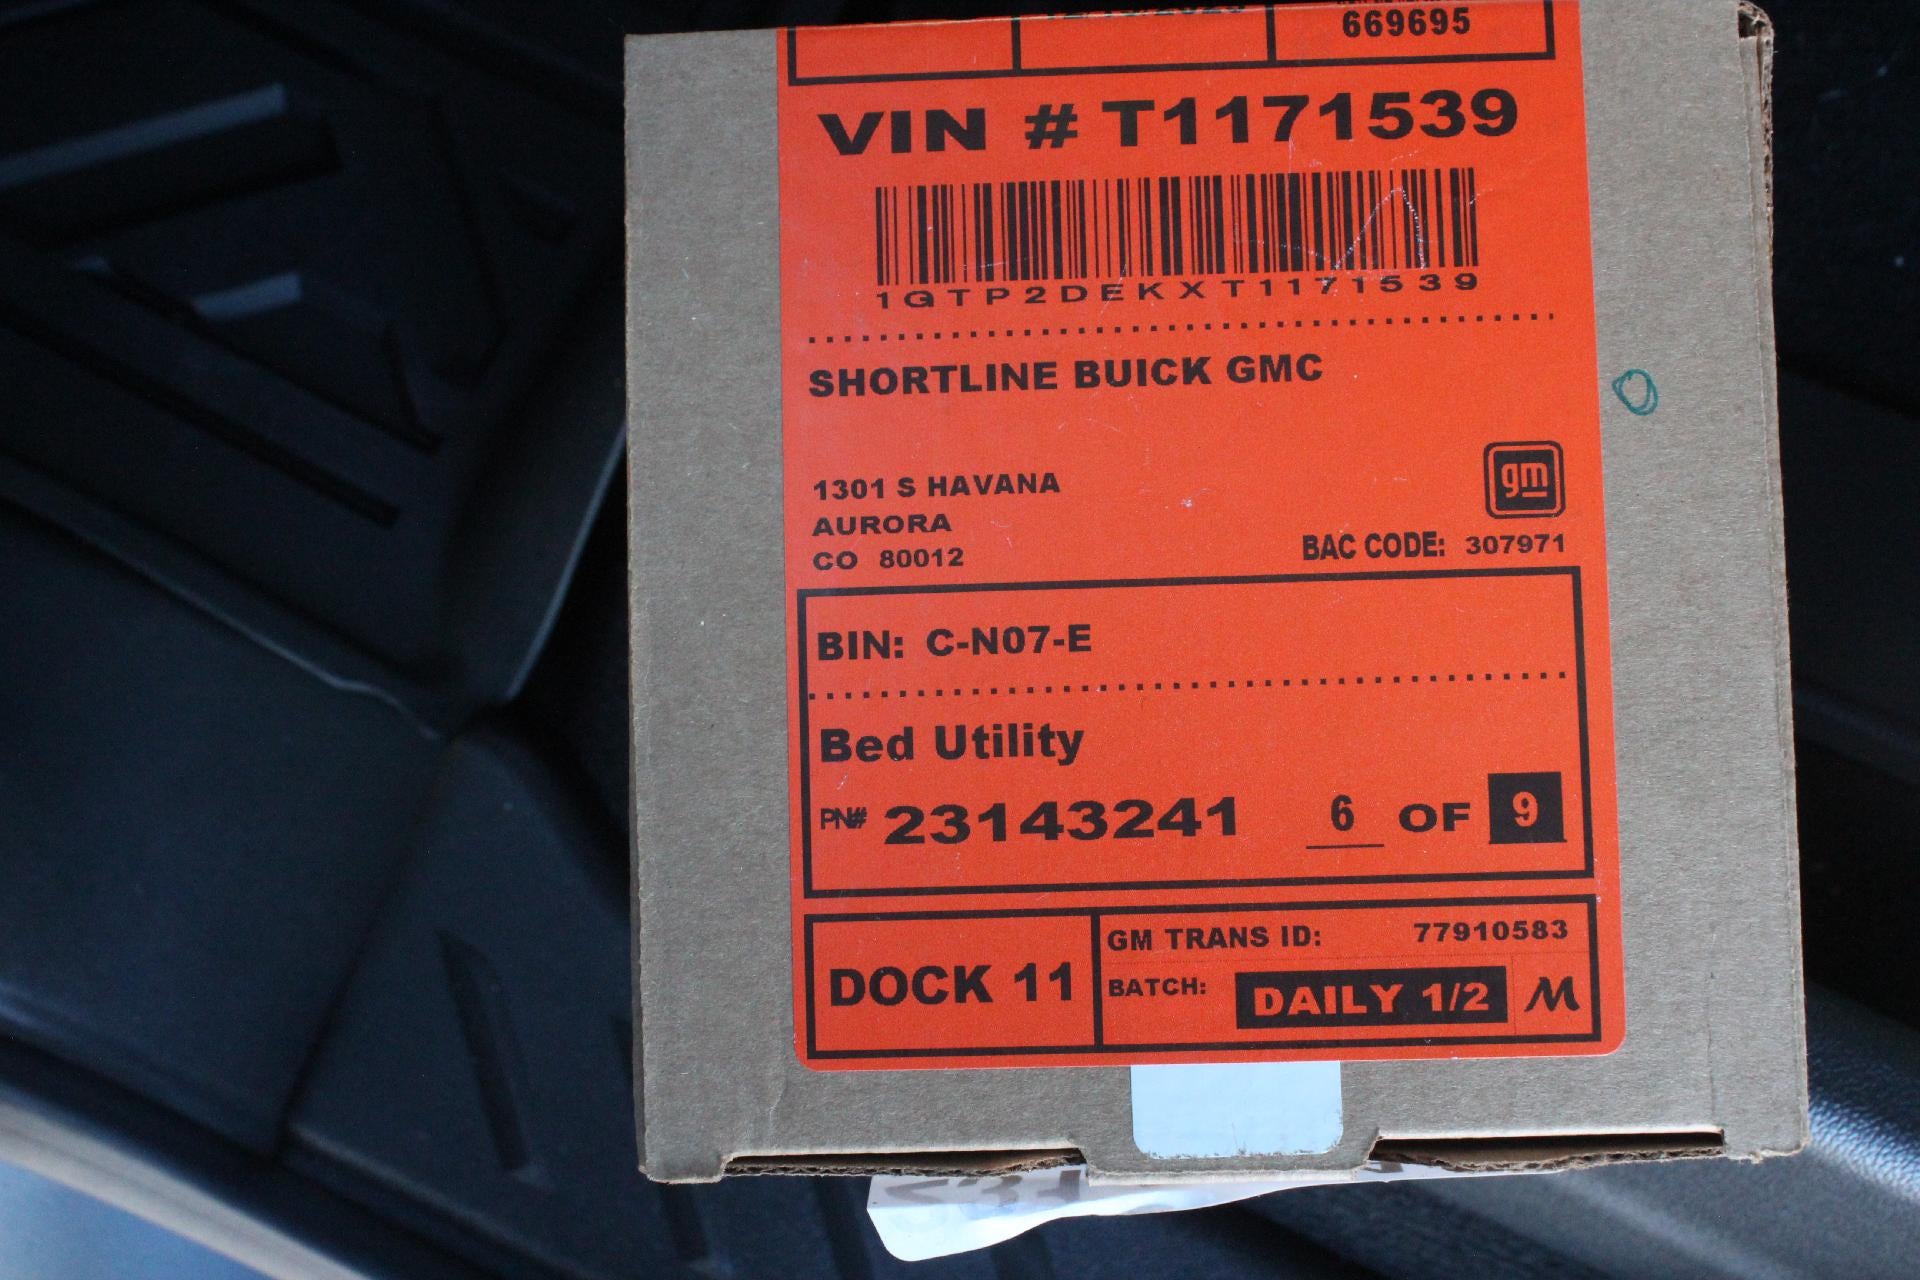 669695
VIN # T1171539
1GTP2DEKXT1171539
SHORTLINE BUICK GMC
1301 S HAVANA
AURORA
CO 80012
gm
BAC CODE: 307971
BIN: C-N07-E
Bed Utility
PN# 23143241 6 OF 9
DOCK 11
GM TRANS ID: 77910583
BATCH: DAILY 1/2 M